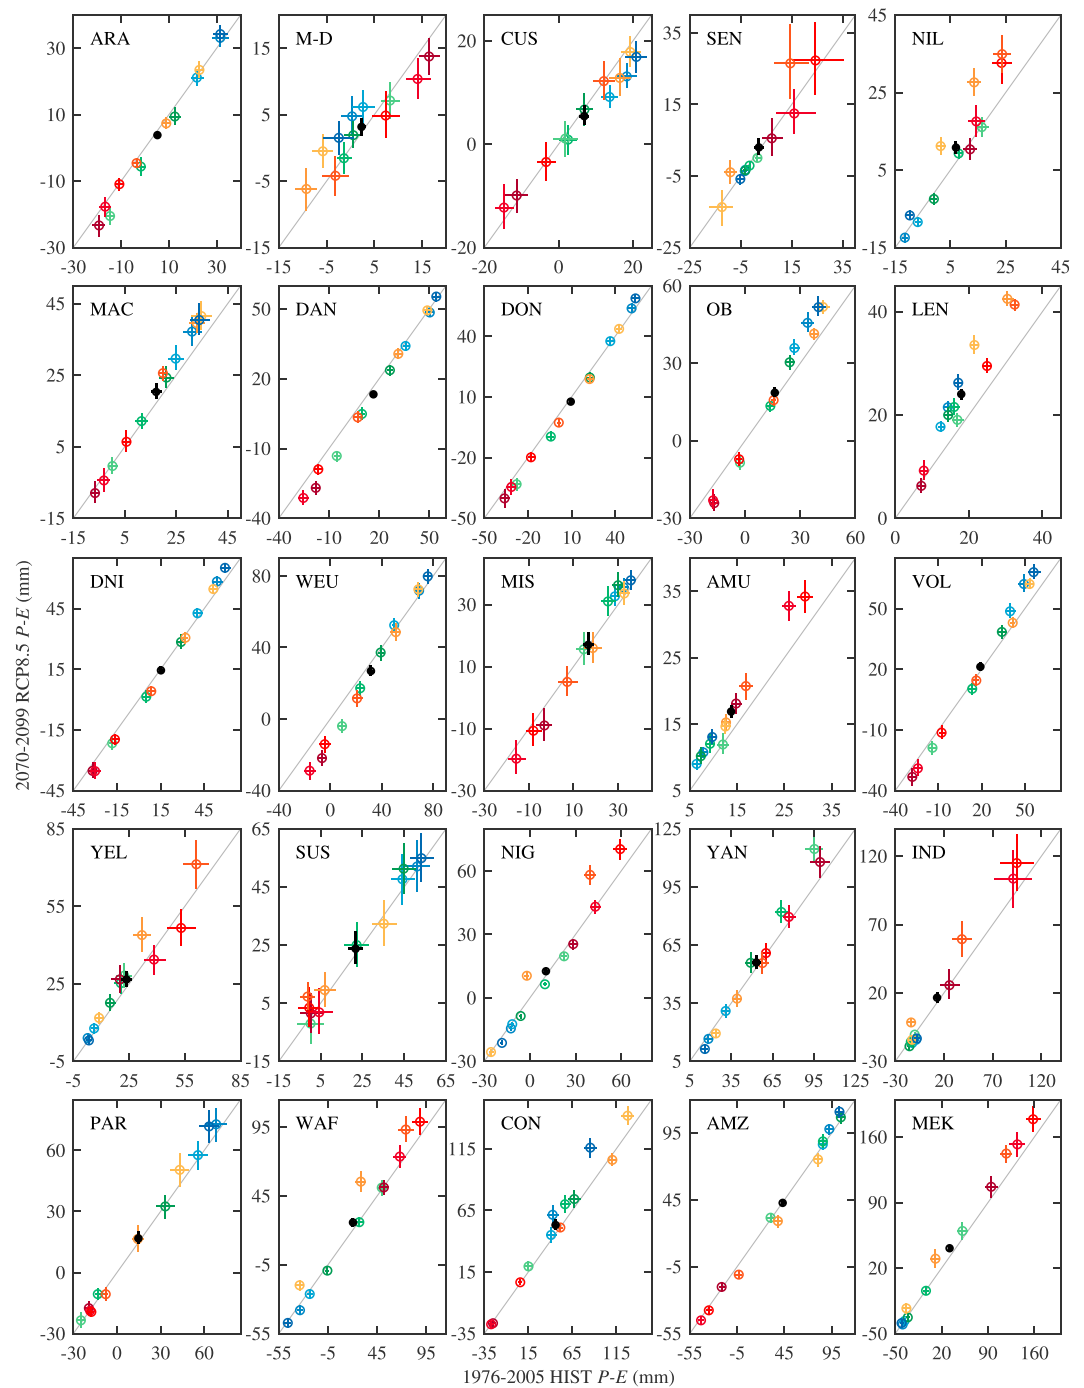 ARA M-D CUS SEN NIL
30 15 20 15 45
10 5 0 -5 25
-10 -5 -20 -25 5
-30 -15 -15
-30 -10 10 30 -15 -5 5 15 -20 0 20 -25 -5 15 35 -15 5 25 45
MAC DAN DON OB LEN
45 50 40 60 40
25 20 10 30 20
5 -10 -20 0 0
-15 -40 -50 -30
-15 5 25 45 -40 -10 20 50 -50 -20 10 40 -30 0 30 60 0 20 40
DNI WEU MIS AMU VOL
45 80 30 35 50
15 40 10 25 20
-15 0 -10 15 -10
-45 -40 -30 5 -40
-45 -15 15 45 -40 0 40 80 -30 -10 10 30 5 15 25 35 -40 -10 20 50
YEL SUS NIG YAN IND
85 65 60 125 120
55 45 30 95 70
25 25 0 65 20
-5 5 -30 35 -30
-15 5
-5 25 55 85 -15 5 25 45 65 -30 0 30 60 5 35 65 95 125 -30 20 70 120
PAR WAF CON AMZ MEK
60 95 115 95 160
30 45 65 45 90
0 -5 15 -5 20
-30 -55 -35 -55 -50
-30 0 30 60 -55 -5 45 95 -35 15 65 115 -55 -5 45 95 -50 20 90 160
2070-2099 RCP8.5 P-E (mm)
1976-2005 HIST P-E (mm)